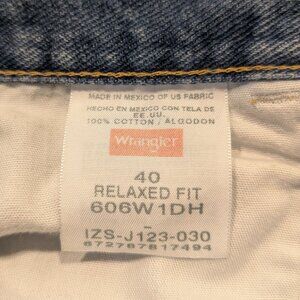 MADE IN MEXICO OF US FABRIC
HECHO EN MEXICO CON TELA DE
EE.UU.
100% COTTON / ALGODON
Wrangler
40
RELAXED FIT
606W1DH
-
IZS-J123-030
872787817494